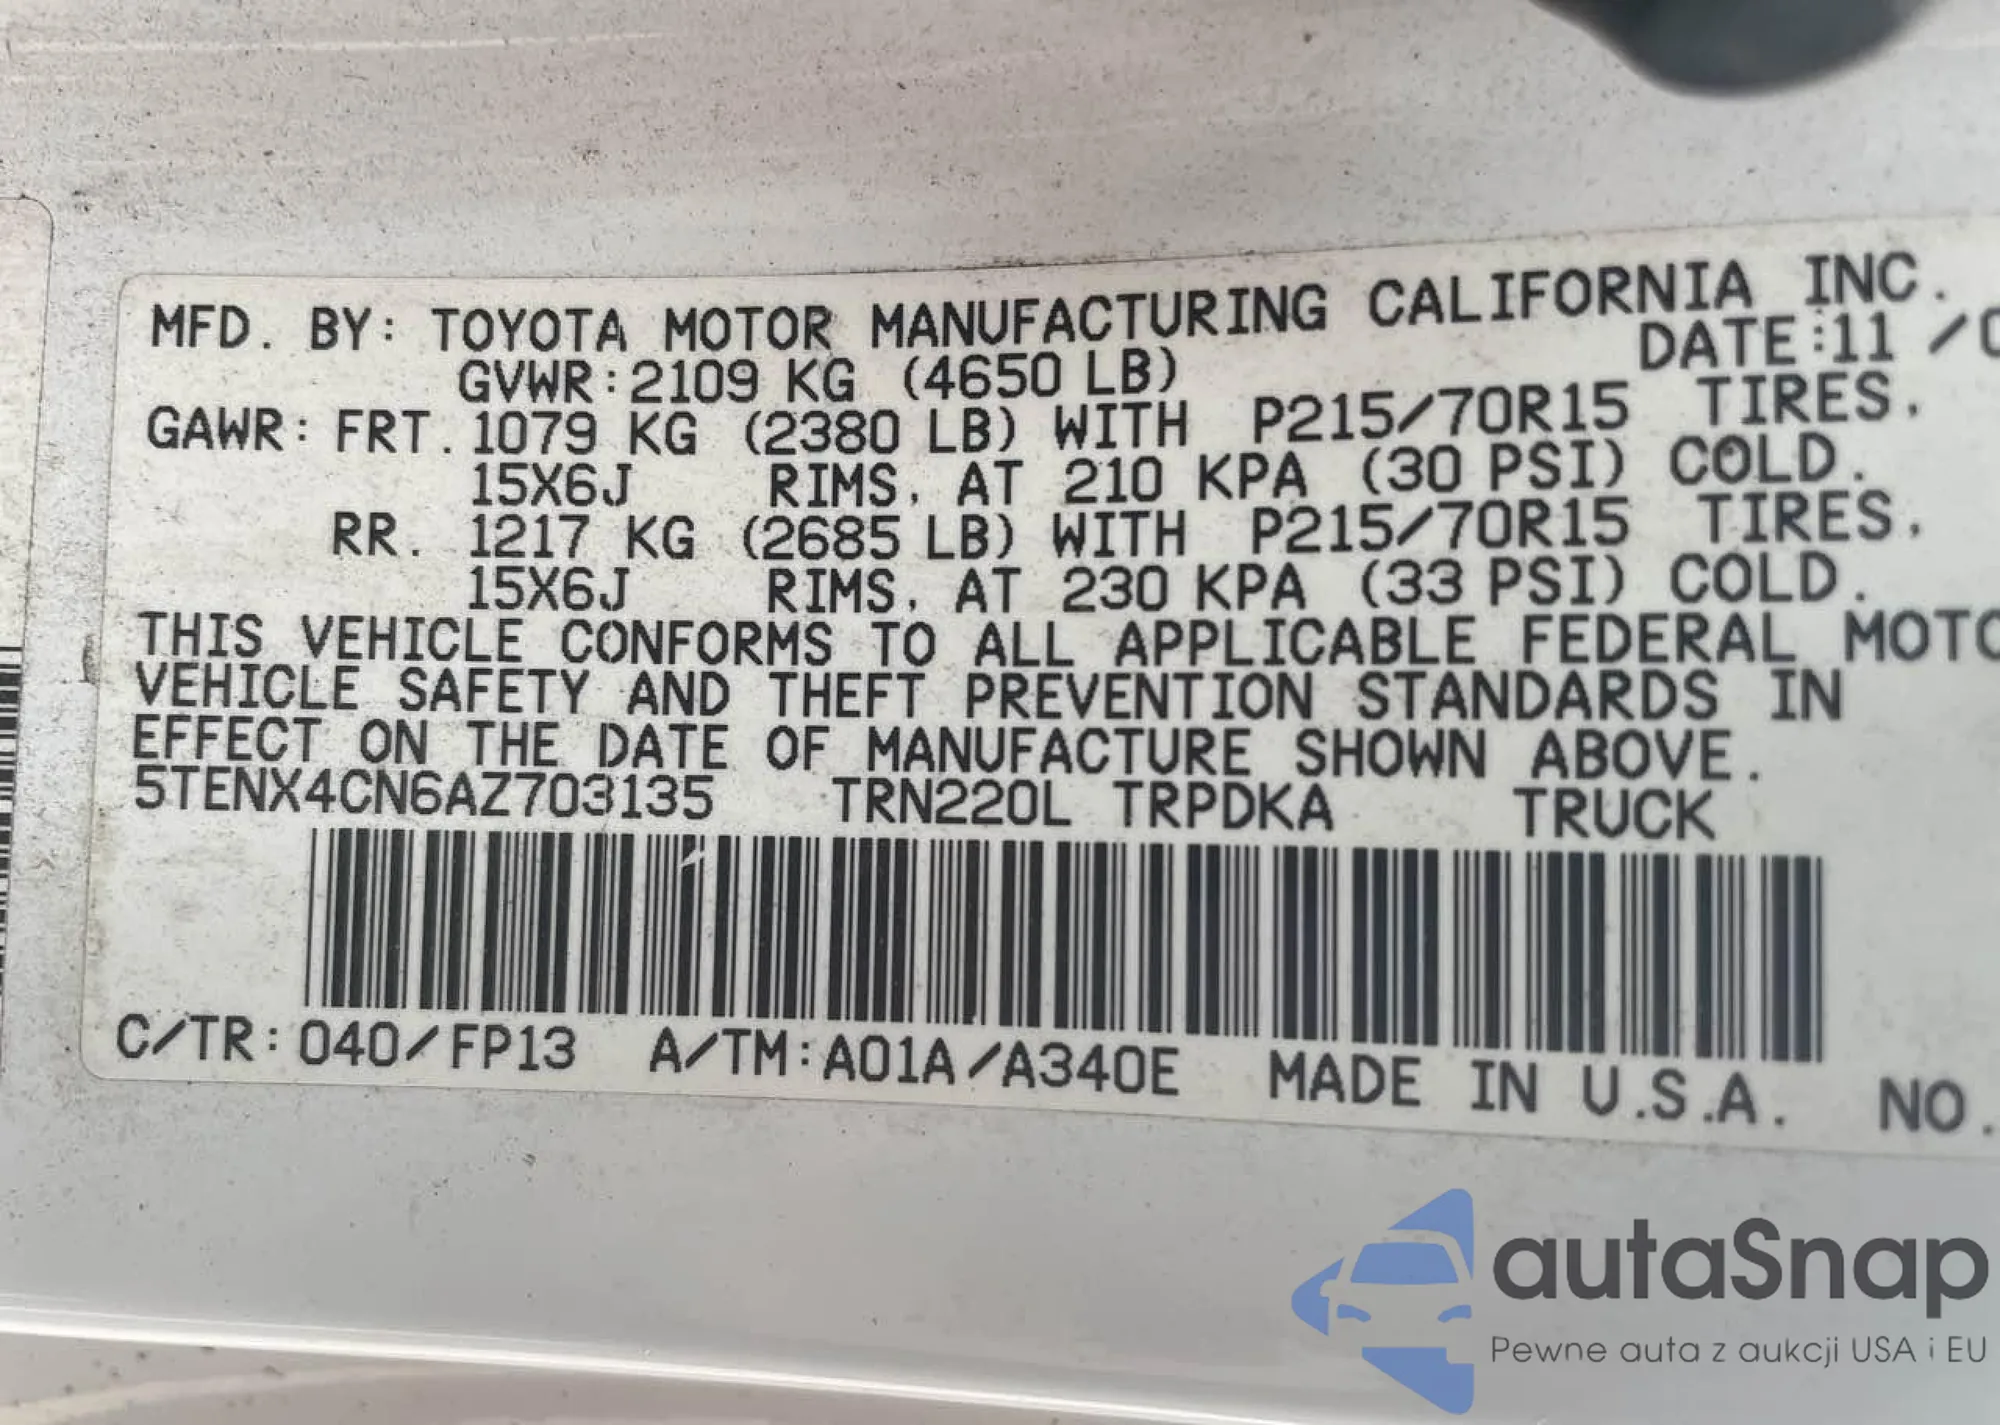 MFD. BY: TOYOTA MOTOR MANUFACTURING CALIFORNIA INC.
GVWR:2109 KG (4650 LB) DATE:11 /0
GAWR: FRT. 1079 KG (2380 LB) WITH P215/70R15 TIRES,
15X6J RIMS, AT 210 KPA (30 PSI) COLD.
RR. 1217 KG (2685 LB) WITH P215/70R15 TIRES,
15X6J RIMS, AT 230 KPA (33 PSI) COLD.
THIS VEHICLE CONFORMS TO ALL APPLICABLE FEDERAL MOTO
VEHICLE SAFETY AND THEFT PREVENTION STANDARDS IN
EFFECT ON THE DATE OF MANUFACTURE SHOWN ABOVE.
5TENX4CN6AZ703135 TRN220L TRPDKA TRUCK
C/TR: 040/FP13 A/TM:A01A/A340E MADE IN U.S.A. NO.
autaSnap
Pewne auta z aukcji USA i EU